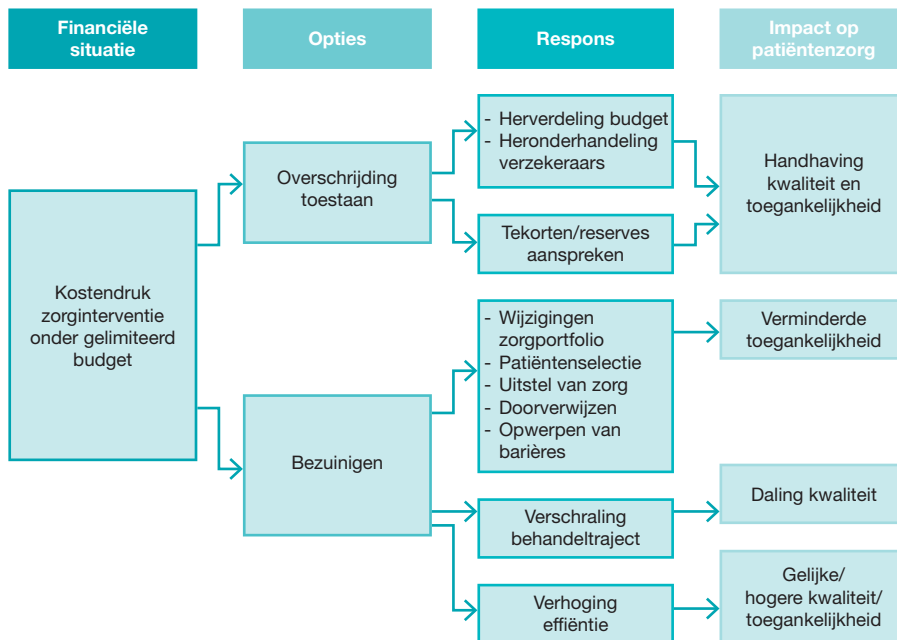 Financiële
situatie
Opties
Respons
Impact op
patiëntenzorg
Kostendruk
zorginterventie
onder gelimiteerd
budget
Overschrijding
toestaan
Bezuinigen
- Herverdeling budget
- Heronderhandeling
verzekeraars
Tekorten/reserves
aanspreken
- Wijzigingen
zorgportfolio
- Patiëntenselectie
- Uitstel van zorg
- Doorverwijzen
- Opwerpen van
barières
Verschraling
behandeltraject
Verhoging
effiëntie
Handhaving
kwaliteit en
toegankelijkheid
Verminderde
toegankelijkheid
Daling kwaliteit
Gelijke/
hogere kwaliteit/
toegankelijkheid